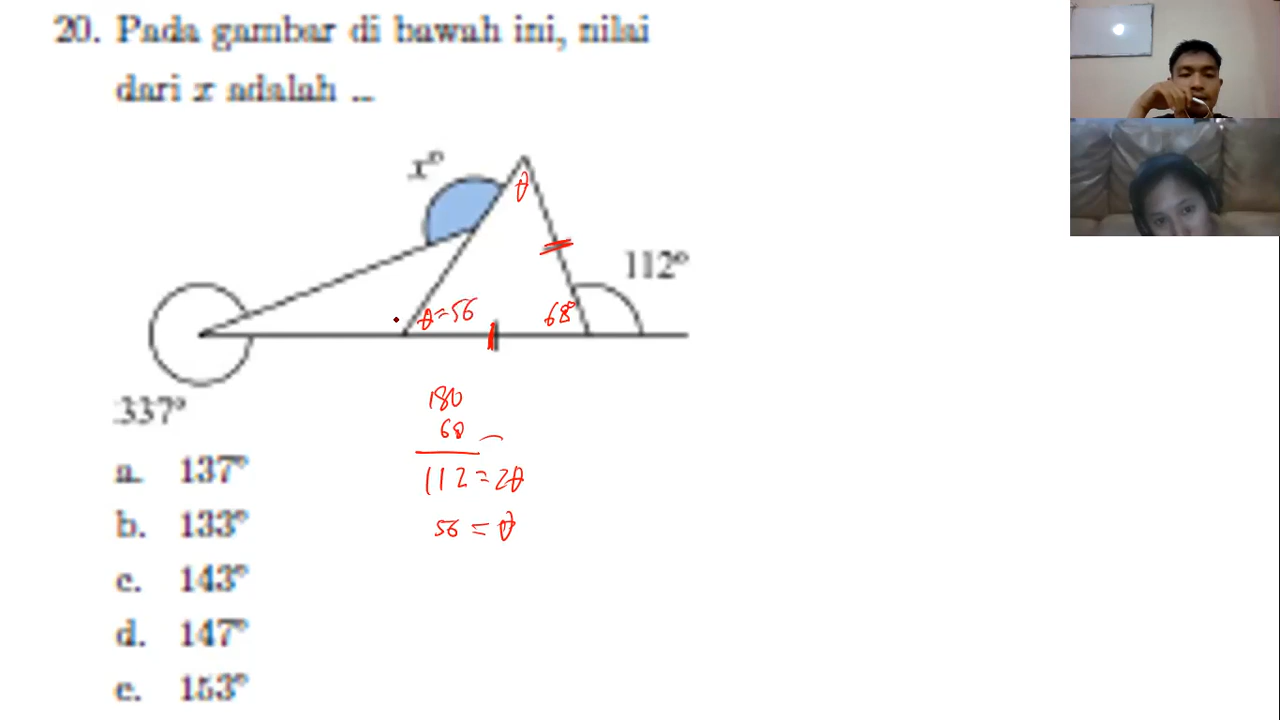 20. Pada gambar di bawah ini, nilai
dari x adalah ...
x°
θ
112°
θ=56
68°
337°
180
68
112=2θ
56=θ
a. 137°
b. 133°
c. 143°
d. 147°
e. 153°